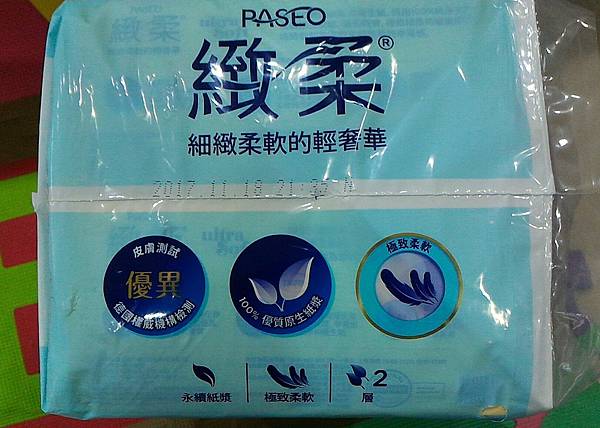 PASEO
緻柔®
細緻柔軟的輕奢華
2017.11.18 21:
皮膚測試
優異
德國權威機構檢測
100% 優質原生紙漿
極致柔軟
永續紙漿
極致柔軟
2層